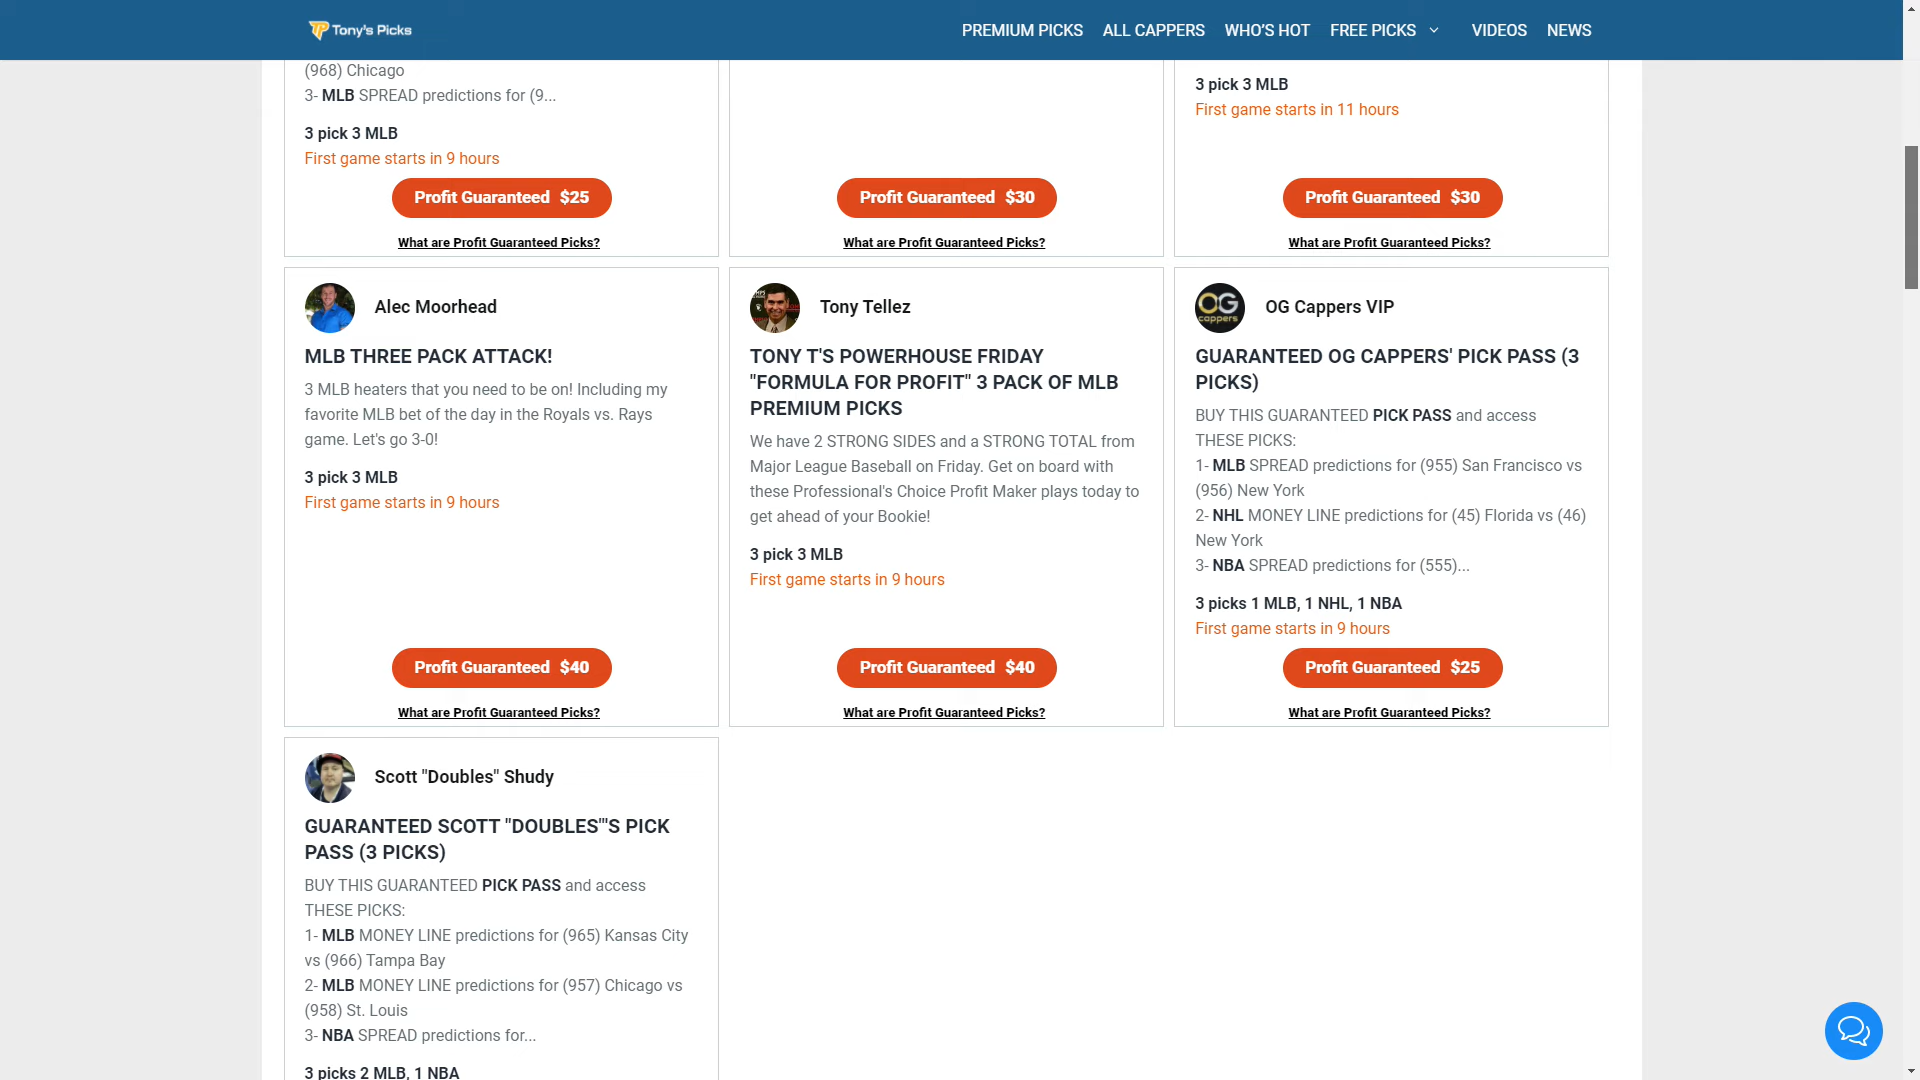 Tony's Picks
PREMIUM PICKS ALL CAPPERS WHO'S HOT FREE PICKS VIDEOS NEWS
(968) Chicago
3- MLB SPREAD predictions for (9...
3 pick 3 MLB
First game starts in 9 hours
Profit Guaranteed $25
What are Profit Guaranteed Picks?
Profit Guaranteed $30
What are Profit Guaranteed Picks?
3 pick 3 MLB
First game starts in 11 hours
Profit Guaranteed $30
What are Profit Guaranteed Picks?
Alec Moorhead
MLB THREE PACK ATTACK!
3 MLB heaters that you need to be on! Including my
favorite MLB bet of the day in the Royals vs. Rays
game. Let's go 3-0!
3 pick 3 MLB
First game starts in 9 hours
Profit Guaranteed $40
What are Profit Guaranteed Picks?
Tony Tellez
TONY T'S POWERHOUSE FRIDAY
"FORMULA FOR PROFIT" 3 PACK OF MLB
PREMIUM PICKS
We have 2 STRONG SIDES and a STRONG TOTAL from
Major League Baseball on Friday. Get on board with
these Professional's Choice Profit Maker plays today to
get ahead of your Bookie!
3 pick 3 MLB
First game starts in 9 hours
Profit Guaranteed $40
What are Profit Guaranteed Picks?
OG cappers
OG Cappers VIP
GUARANTEED OG CAPPERS' PICK PASS (3
PICKS)
BUY THIS GUARANTEED PICK PASS and access
THESE PICKS:
1- MLB SPREAD predictions for (955) San Francisco vs
(956) New York
2- NHL MONEY LINE predictions for (45) Florida vs (46)
New York
3- NBA SPREAD predictions for (555)...
3 picks 1 MLB, 1 NHL, 1 NBA
First game starts in 9 hours
Profit Guaranteed $25
What are Profit Guaranteed Picks?
Scott "Doubles" Shudy
GUARANTEED SCOTT "DOUBLES"'S PICK
PASS (3 PICKS)
BUY THIS GUARANTEED PICK PASS and access
THESE PICKS:
1- MLB MONEY LINE predictions for (965) Kansas City
vs (966) Tampa Bay
2- MLB MONEY LINE predictions for (957) Chicago vs
(958) St. Louis
3- NBA SPREAD predictions for...
3 picks 2 MLB, 1 NBA